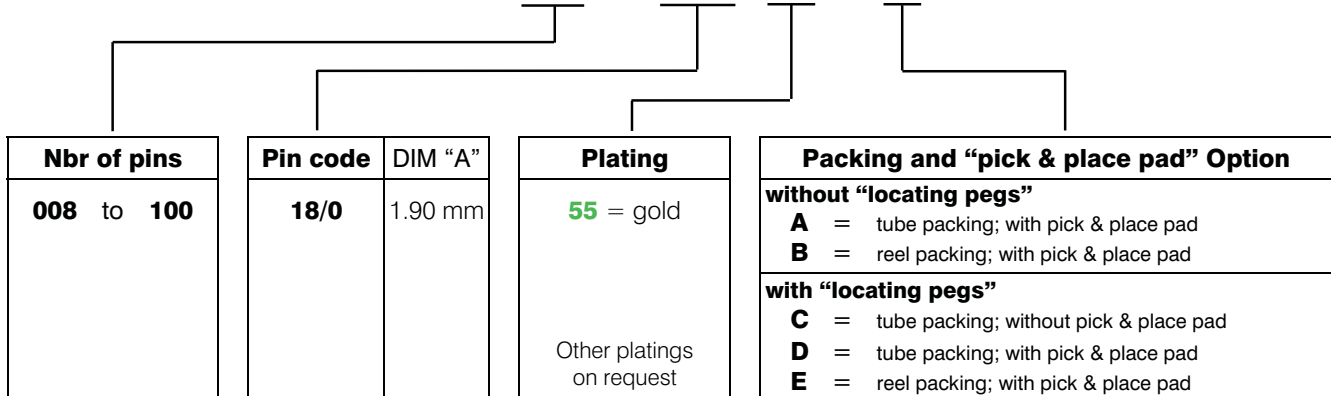 Nbr of pins
008 to 100
Pin code DIM “A”
18/0 1.90 mm
Plating
55 = gold
Other platings
on request
Packing and “pick & place pad” Option
without “locating pegs”
A = tube packing; with pick & place pad
B = reel packing; with pick & place pad
with “locating pegs”
C = tube packing; without pick & place pad
D = tube packing; with pick & place pad
E = reel packing; with pick & place pad